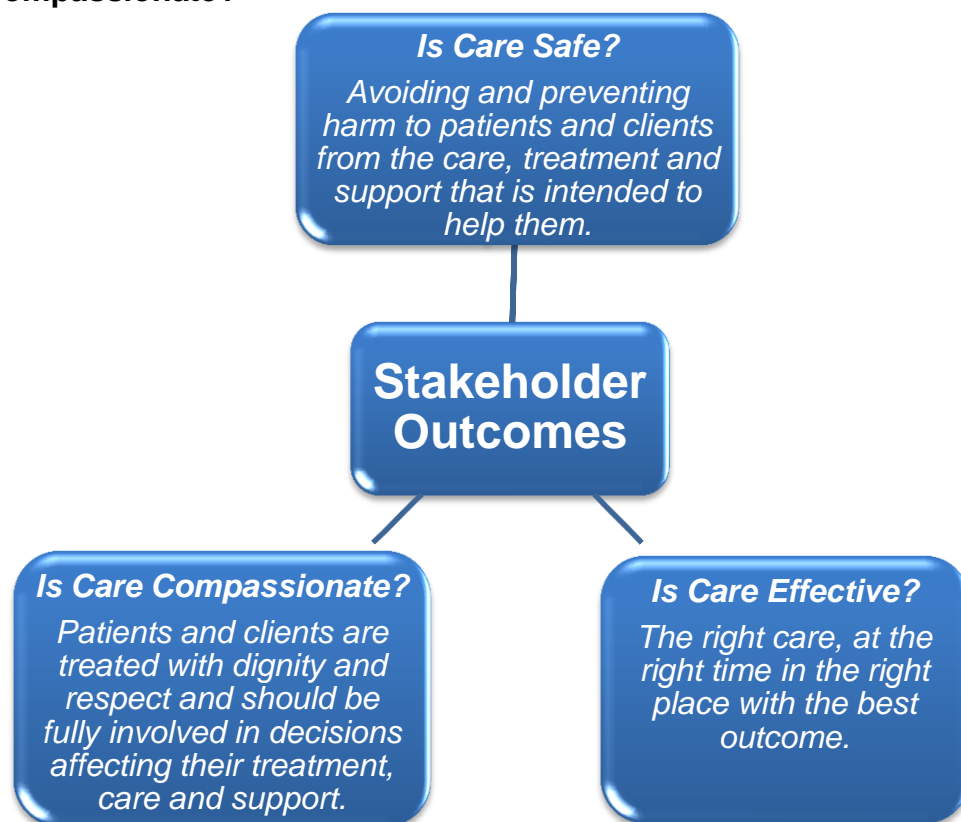 Is Care Safe?
Avoiding and preventing
harm to patients and clients
from the care, treatment and
support that is intended to
help them.
Stakeholder
Outcomes
Is Care Compassionate?
Patients and clients are
treated with dignity and
respect and should be
fully involved in decisions
affecting their treatment,
care and support.
Is Care Effective?
The right care, at the
right time in the right
place with the best
outcome.